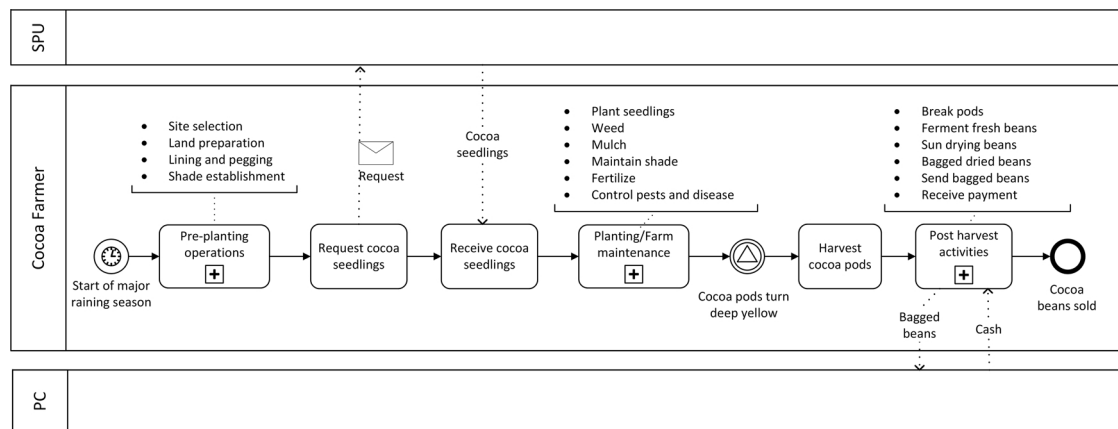 SPU
Cocoa Farmer
• Site selection
• Land preparation
• Lining and pegging
• Shade establishment
Request
Cocoa
seedlings
• Plant seedlings
• Weed
• Mulch
• Maintain shade
• Fertilize
• Control pests and disease
• Break pods
• Ferment fresh beans
• Sun drying beans
• Bagged dried beans
• Send bagged beans
• Receive payment
Start of major
raining season
Pre-planting
operations
Request cocoa
seedlings
Receive cocoa
seedlings
Planting/Farm
maintenance
Cocoa pods turn
deep yellow
Harvest
cocoa pods
Post harvest
activities
Cocoa
beans sold
Bagged
beans
Cash
PC